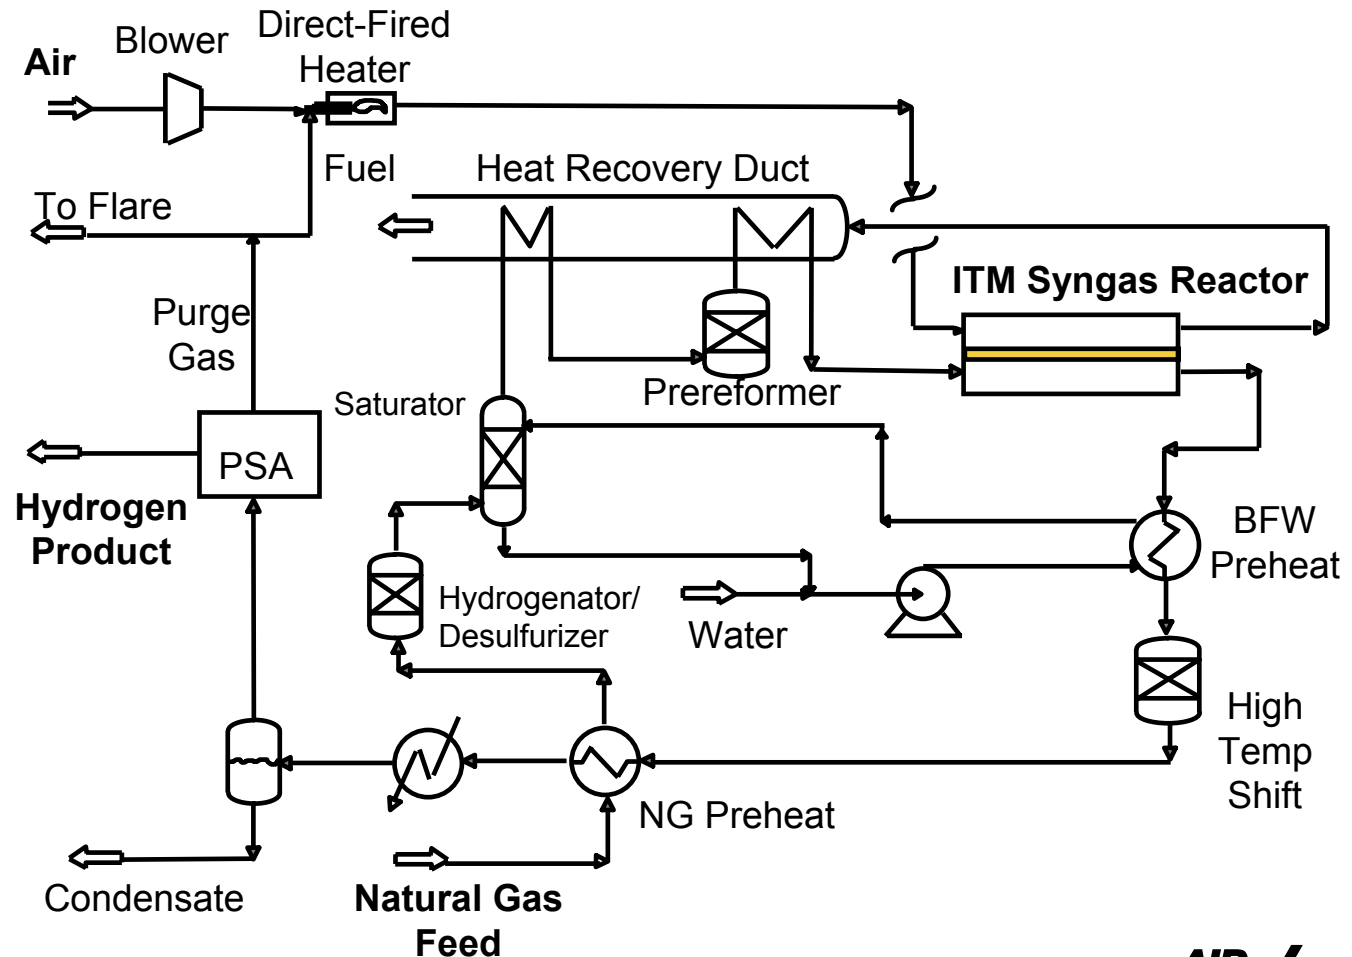 Direct-Fired
Heater
Blower
Air
Fuel
Heat Recovery Duct
To Flare
ITM Syngas Reactor
Purge
Gas
Prereformer
Saturator
PSA
Hydrogen
Product
BFW
Preheat
Hydrogenator/
Desulfurizer
Water
High
Temp
Shift
NG Preheat
Condensate
Natural Gas
Feed